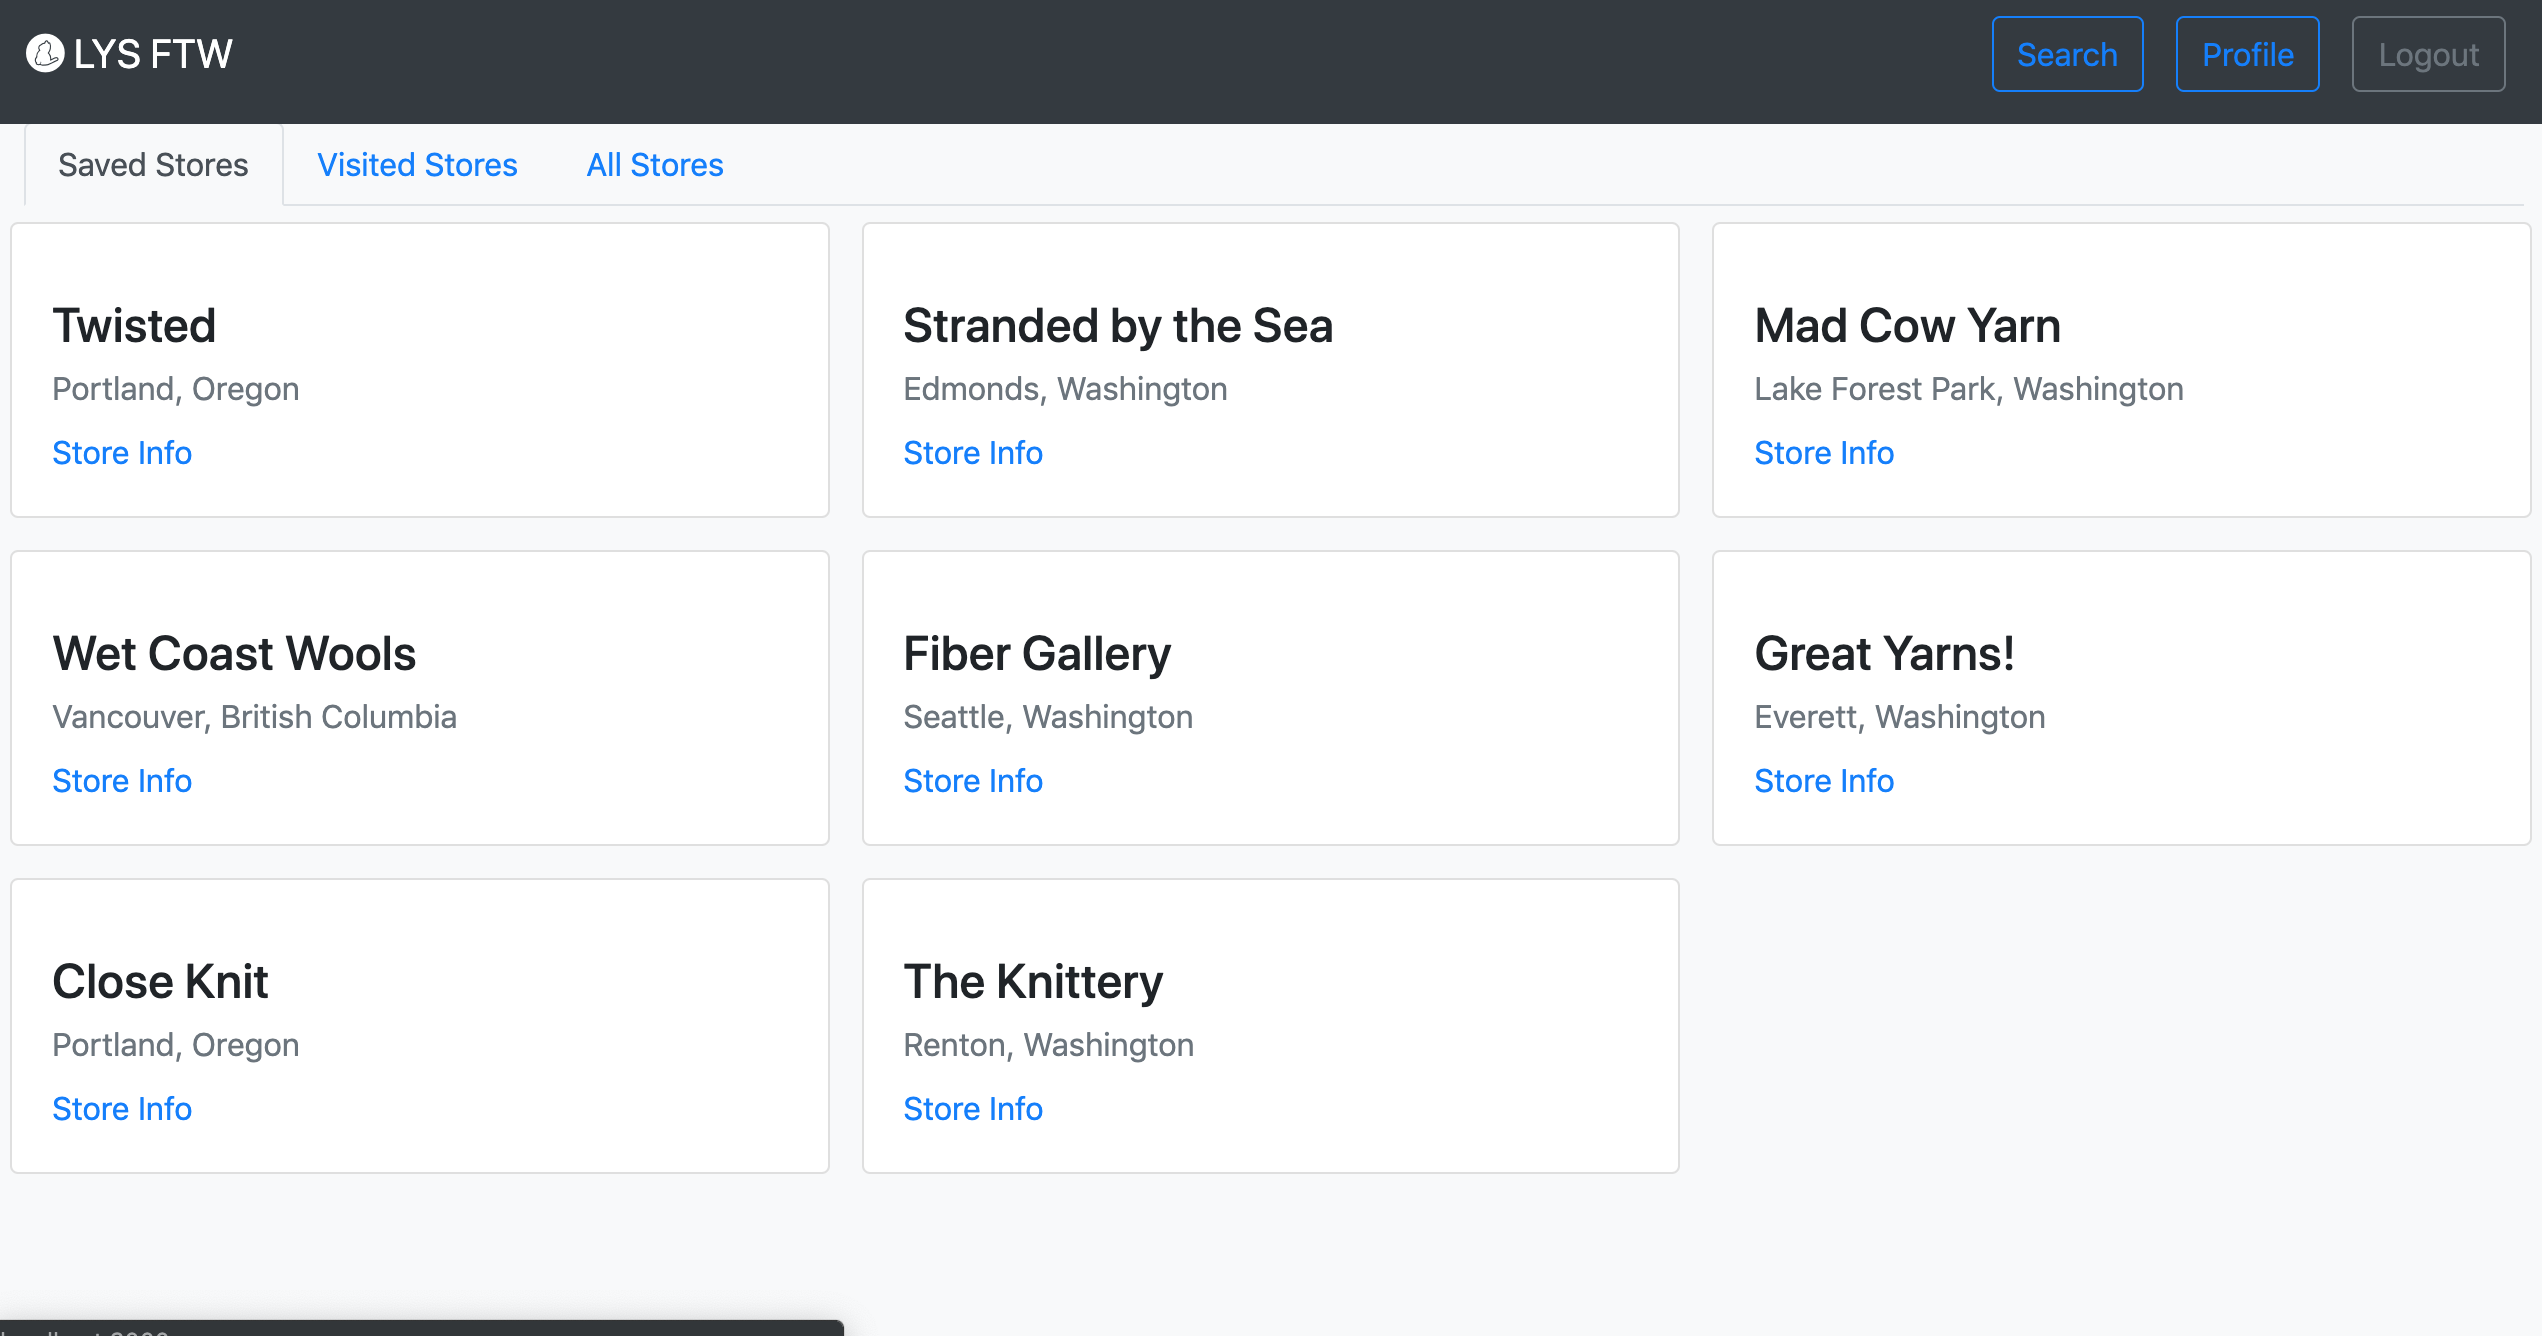 LYS FTW
Search
Profile
Logout
Saved Stores
Visited Stores
All Stores
Twisted
Portland, Oregon
Store Info
Stranded by the Sea
Edmonds, Washington
Store Info
Mad Cow Yarn
Lake Forest Park, Washington
Store Info
Wet Coast Wools
Vancouver, British Columbia
Store Info
Fiber Gallery
Seattle, Washington
Store Info
Great Yarns!
Everett, Washington
Store Info
Close Knit
Portland, Oregon
Store Info
The Knittery
Renton, Washington
Store Info